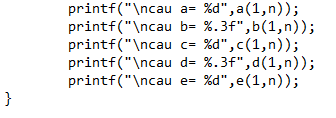 printf("\ncau a= %d",a(1,n));
printf("\ncau b= %.3f",b(1,n));
printf("\ncau c= %d",c(1,n));
printf("\ncau d= %.3f",d(1,n));
printf("\ncau e= %d",e(1,n));
}